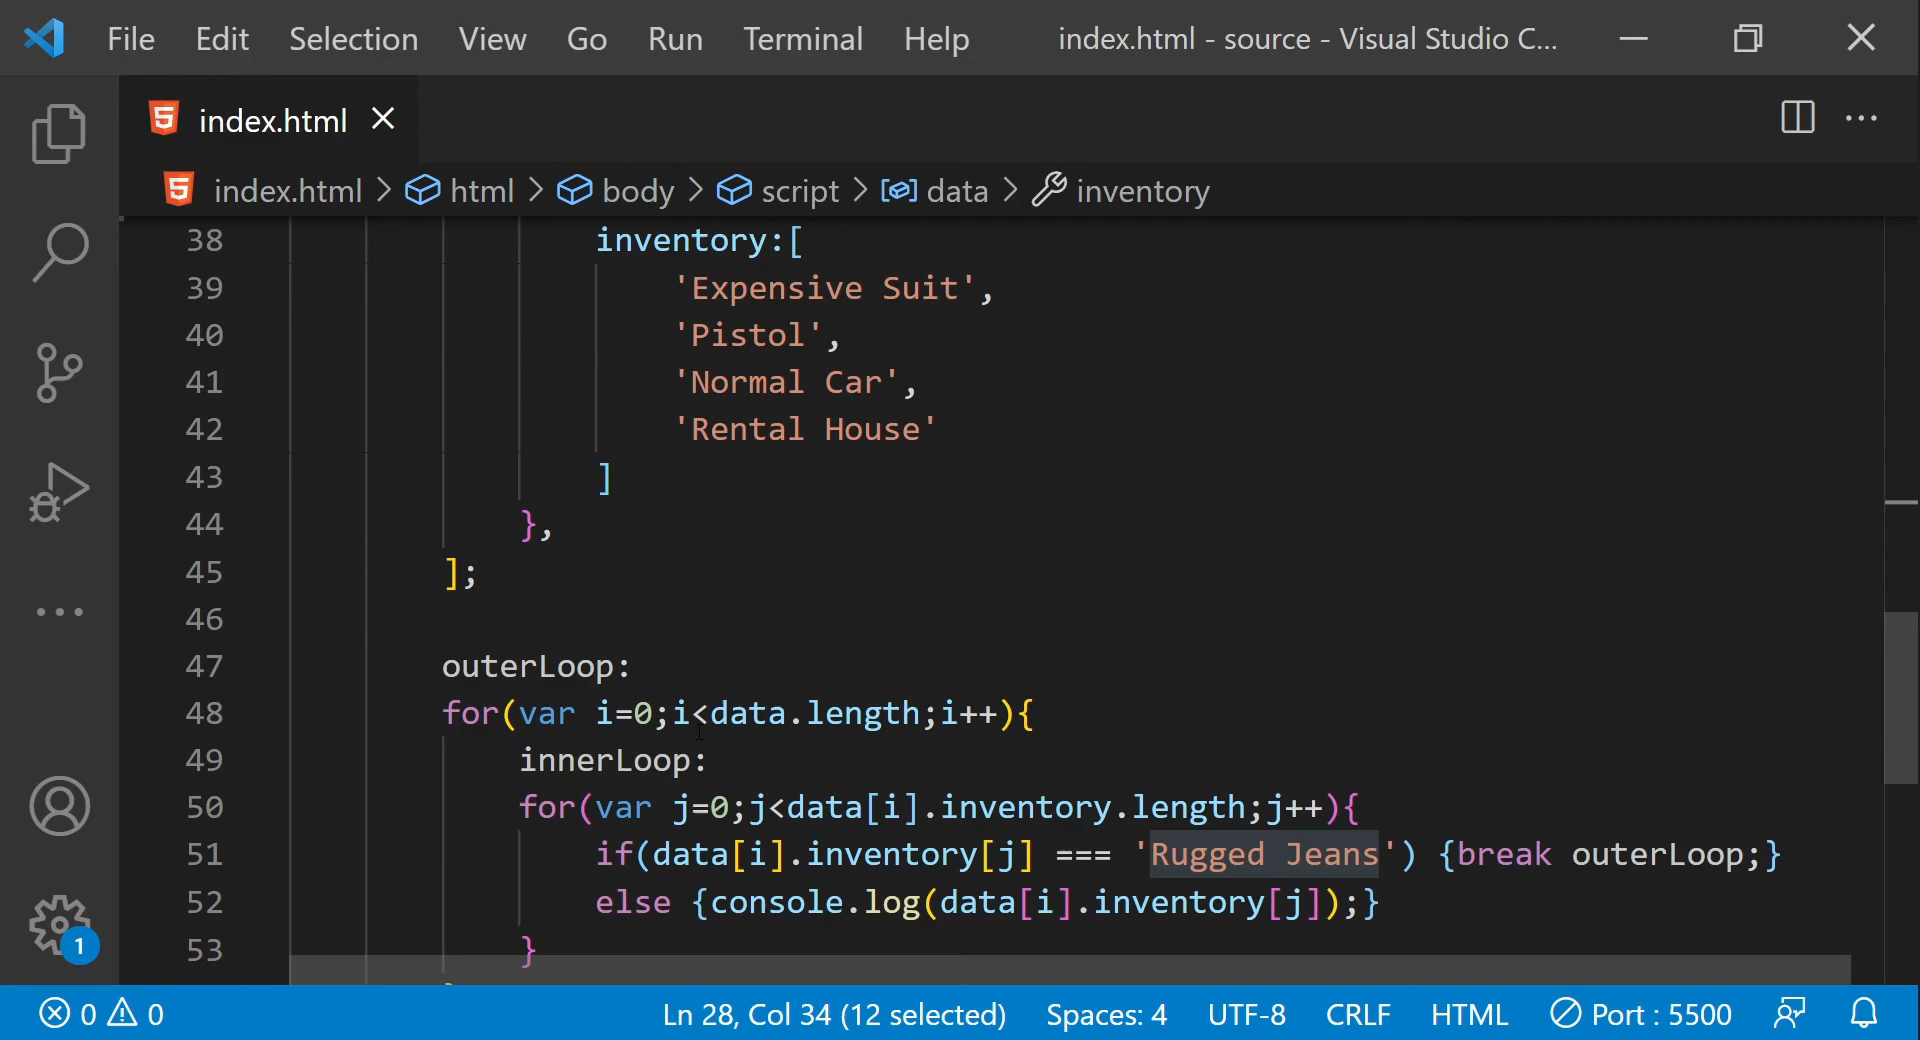 File Edit Selection View Go Run Terminal Help index.html - source - Visual Studio C...
index.html
index.html > html > body > script > data > inventory
38 inventory:[
39 'Expensive Suit',
40 'Pistol',
41 'Normal Car',
42 'Rental House'
43 ]
44 },
45 ];
46
47 outerLoop:
48 for(var i=0;i<data.length;i++){
49 innerLoop:
50 for(var j=0;j<data[i].inventory.length;j++){
51 if(data[i].inventory[j] === 'Rugged Jeans') {break outerLoop;}
52 else {console.log(data[i].inventory[j]);}
53 }
1
0 0 Ln 28, Col 34 (12 selected) Spaces: 4 UTF-8 CRLF HTML Port : 5500